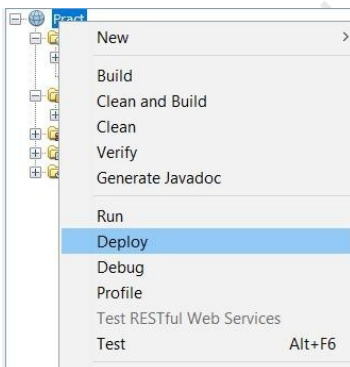 Pract
New
Build
Clean and Build
Clean
Verify
Generate Javadoc
Run
Deploy
Debug
Profile
Test RESTful Web Services
Test Alt+F6